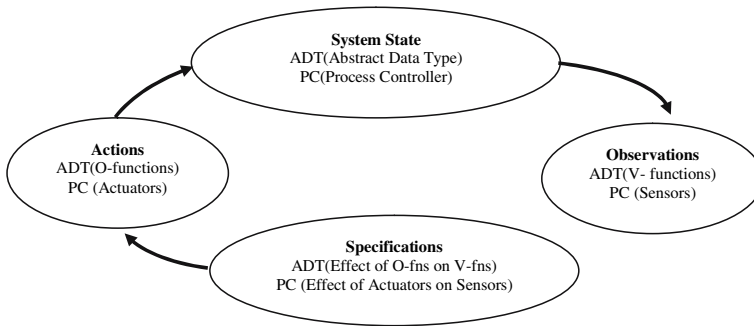 System State
ADT(Abstract Data Type)
PC(Process Controller)
Actions
ADT(O-functions)
PC (Actuators)
Observations
ADT(V- functions)
PC (Sensors)
Specifications
ADT(Effect of O-fns on V-fns)
PC (Effect of Actuators on Sensors)